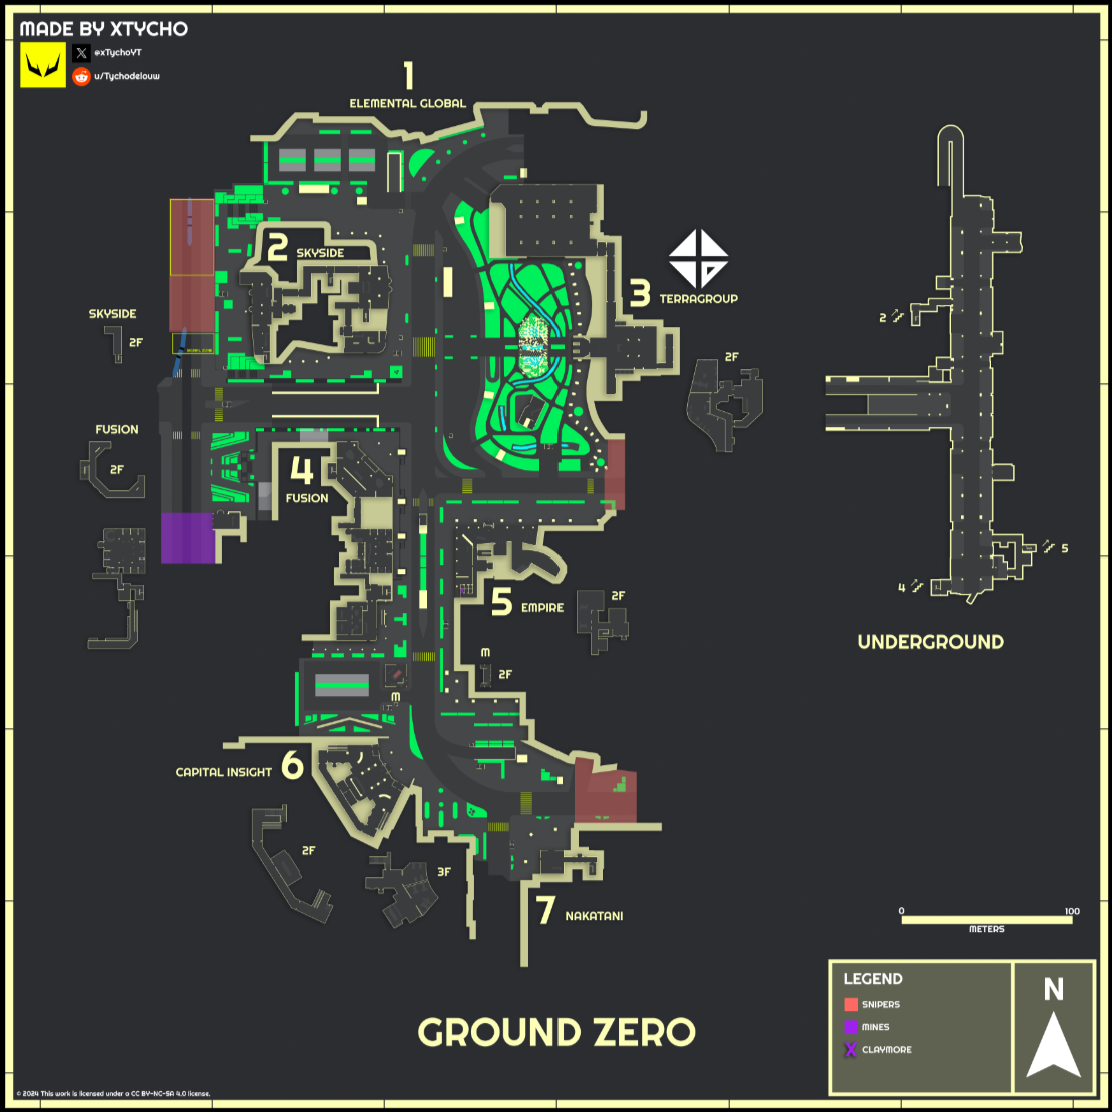 MADE BY XTYCHO
@xTychoYT
u/Tychodelouw
1
ELEMENTAL GLOBAL
2 SKYSIDE
3
TERRAGROUP
SKYSIDE
2F
FUSION
2F
4
FUSION
2F
2
5
4
UNDERGROUND
5 EMPIRE
2F
M
2F
M
CAPITAL INSIGHT 6
2F
3F
7 NAKATANI
0 100
METERS
LEGEND
SNIPERS
MINES
CLAYMORE
N
GROUND ZERO
© 2024 This work is licensed under a CC BY-NC-SA 4.0 license.